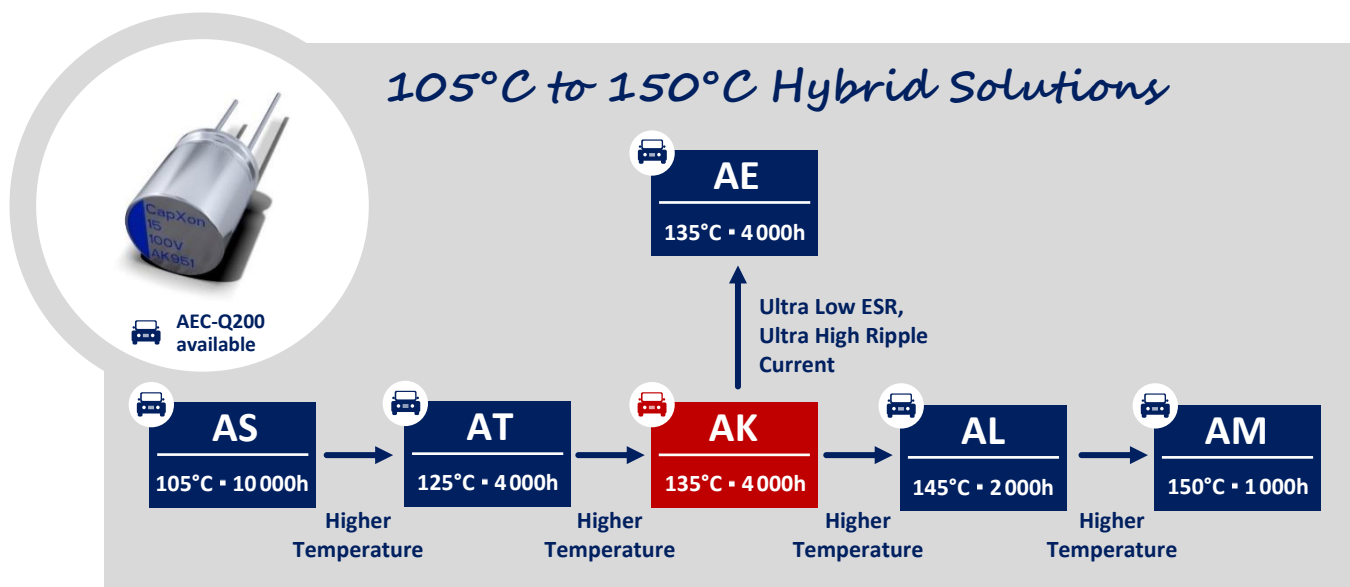 105°C to 150°C Hybrid Solutions
CapXon
15
100V
AK951
AEC-Q200
available
AE
135°C ▪ 4 000h
Ultra Low ESR,
Ultra High Ripple
Current
AS
105°C ▪ 10 000h
AT
125°C ▪ 4 000h
AK
135°C ▪ 4 000h
AL
145°C ▪ 2 000h
AM
150°C ▪ 1 000h
Higher
Temperature
Higher
Temperature
Higher
Temperature
Higher
Temperature